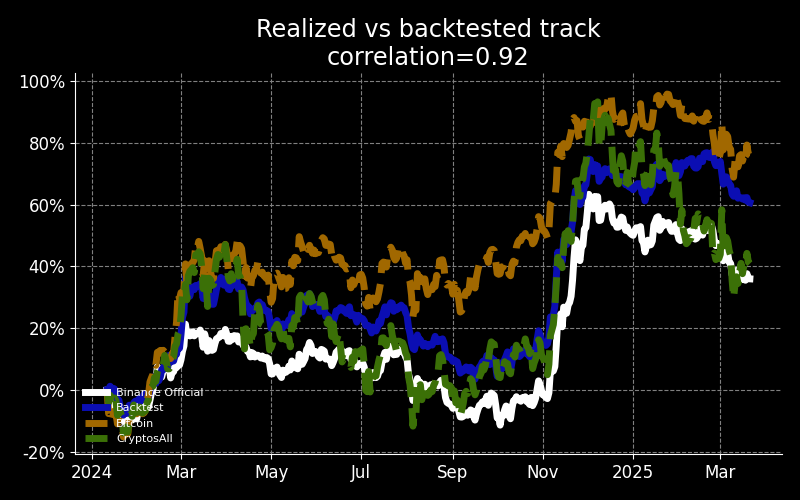 Realized vs backtested track
correlation=0.92
100%
80%
60%
40%
20%
0%
-20%
Binance Official
Backtest
Bitcoin
CryptosAll
2024 Mar May Jul Sep Nov 2025 Mar